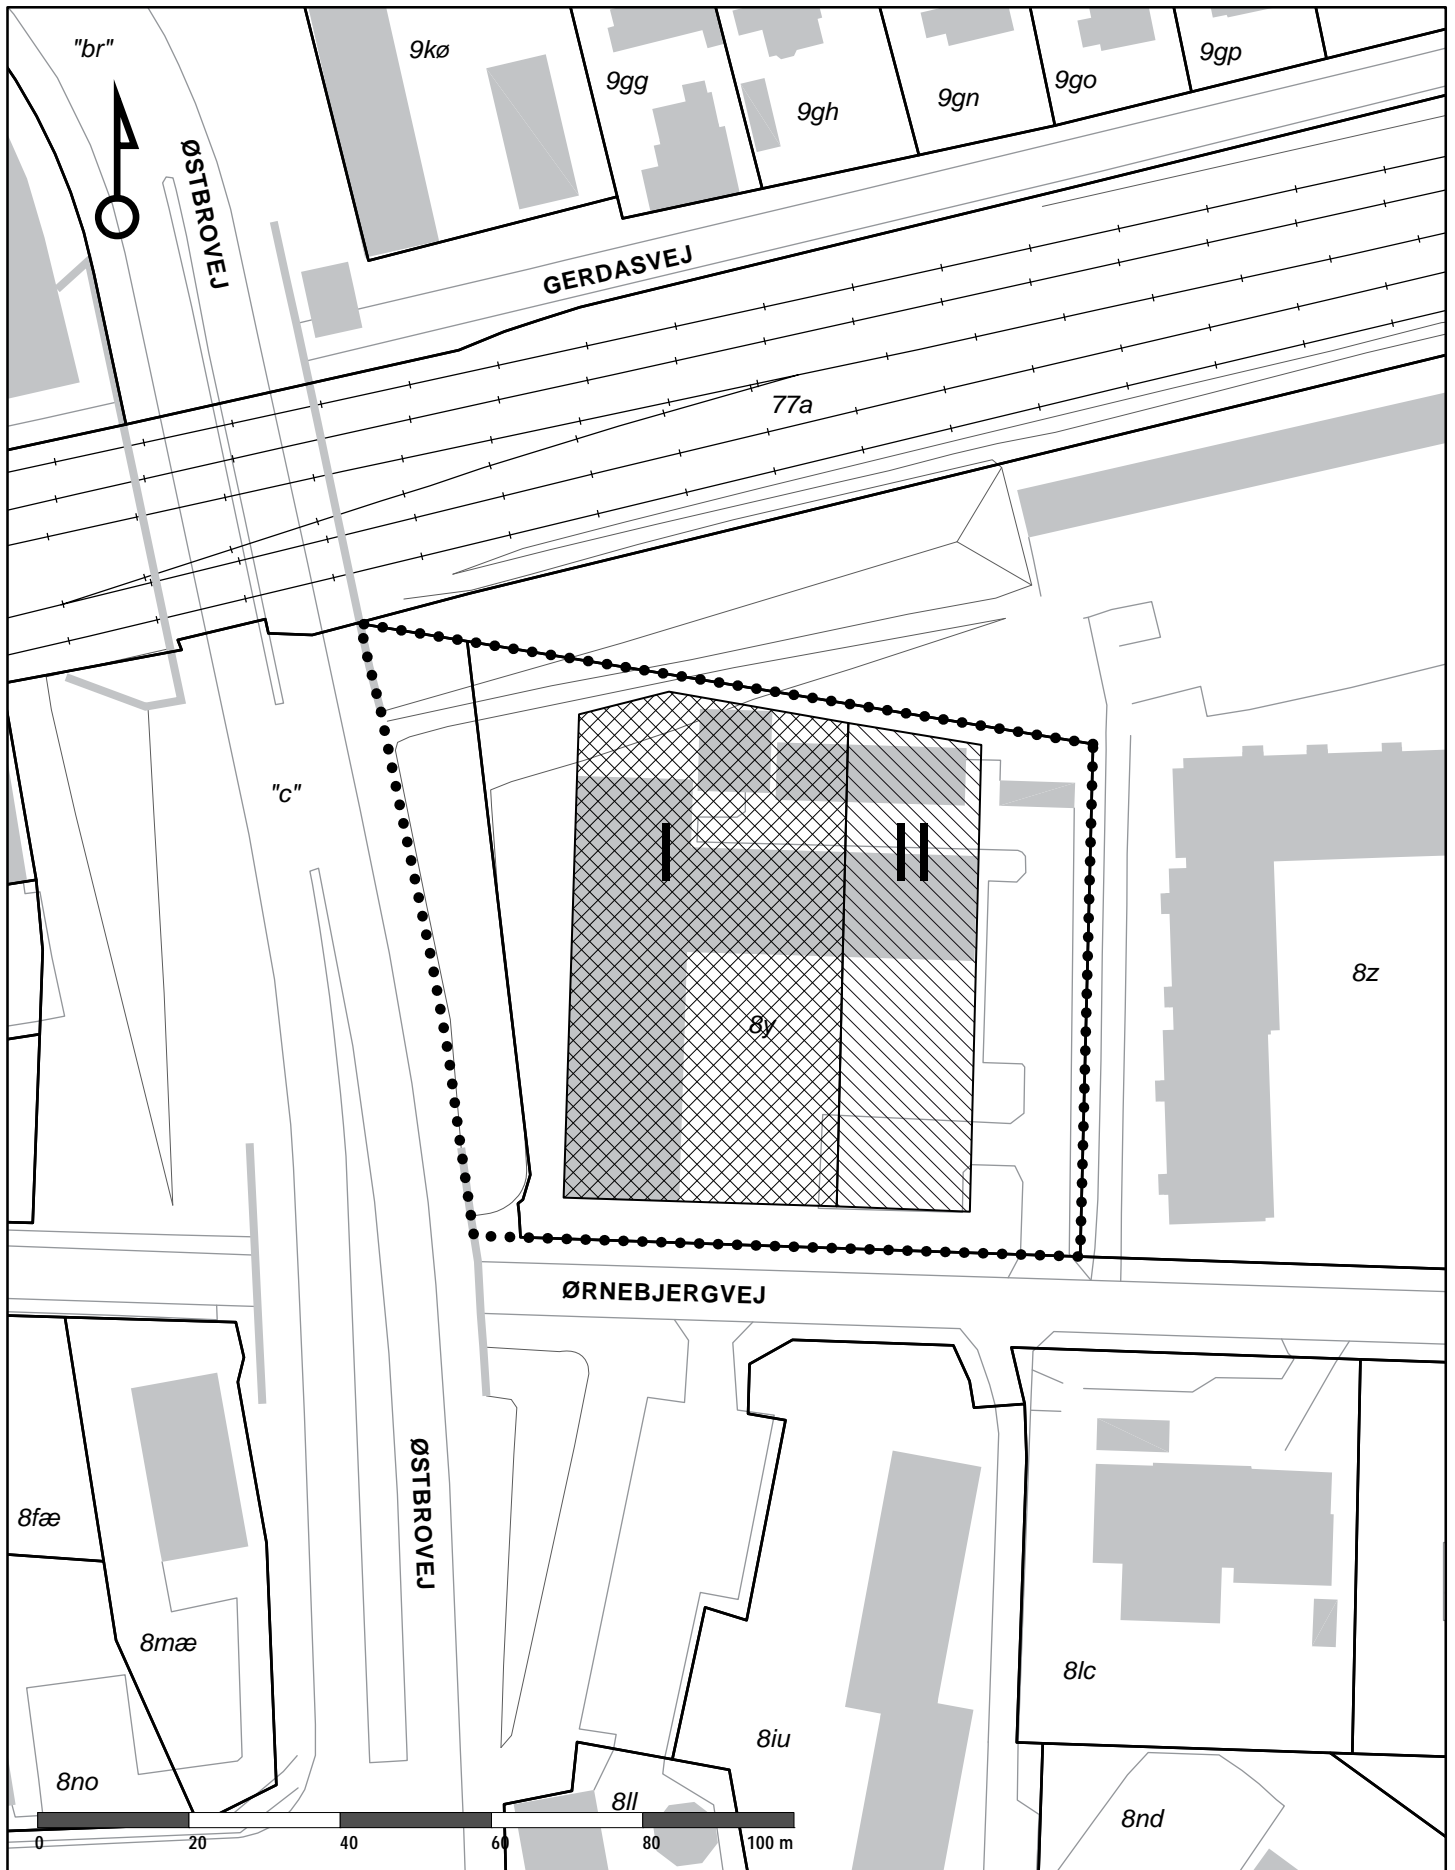 "br"
9kø
9gg
9gh
9gn
9go
9gp
ØSTBROVEJ
GERDASVEJ
77a
"c"
I
II
8z
8y
ØRNEBJERGVEJ
ØSTBROVEJ
8fæ
8mæ
8lc
8iu
8no
8ll
8nd
0 20 40 60 80 100 m